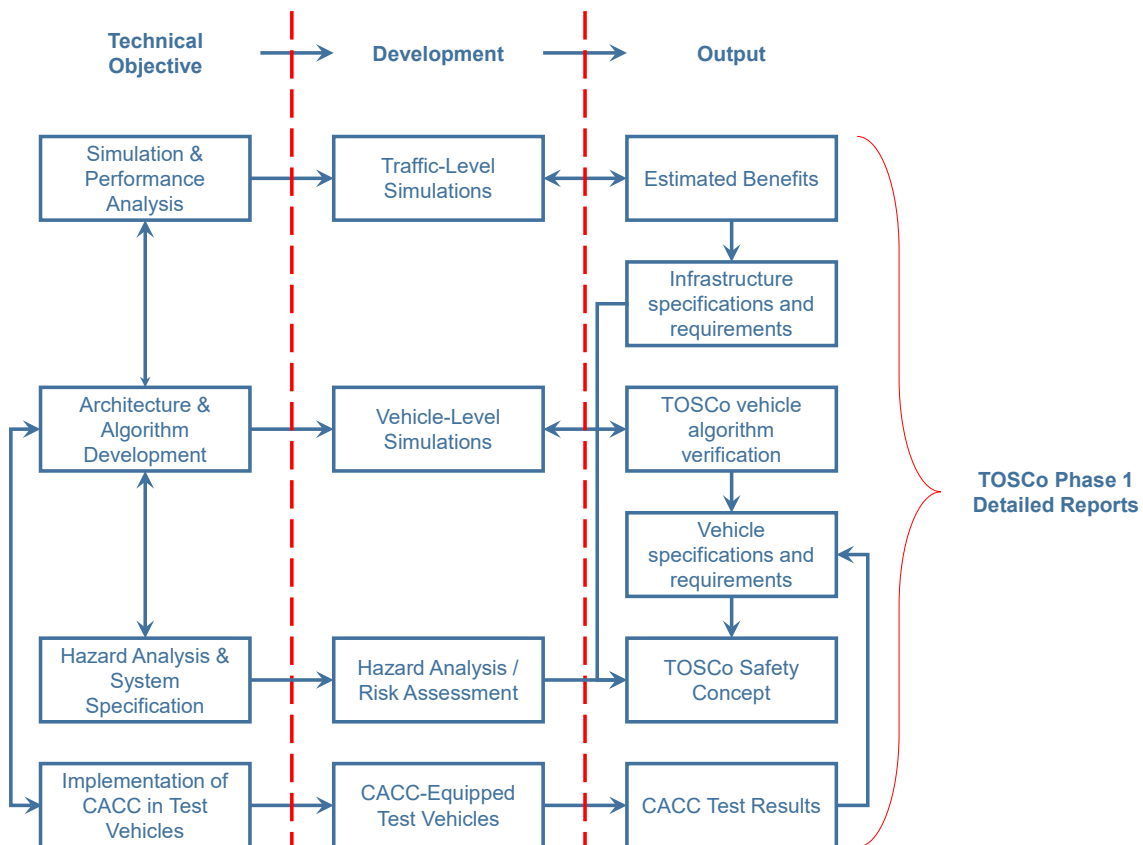 Technical
Objective
Development
Output
Simulation &
Performance
Analysis
Traffic-Level
Simulations
Estimated Benefits
Infrastructure
specifications and
requirements
Architecture &
Algorithm
Development
Vehicle-Level
Simulations
TOSCo vehicle
algorithm
verification
TOSCo Phase 1
Detailed Reports
Vehicle
specifications and
requirements
Hazard Analysis &
System
Specification
Hazard Analysis /
Risk Assessment
TOSCo Safety
Concept
Implementation of
CACC in Test
Vehicles
CACC-Equipped
Test Vehicles
CACC Test Results